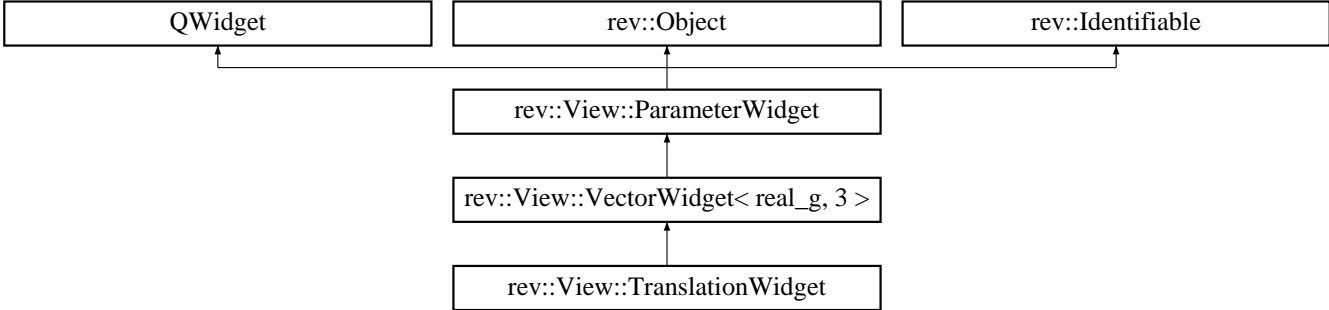 QWidget
rev::Object
rev::Identifiable
rev::View::ParameterWidget
rev::View::VectorWidget< real_g, 3 >
rev::View::TranslationWidget